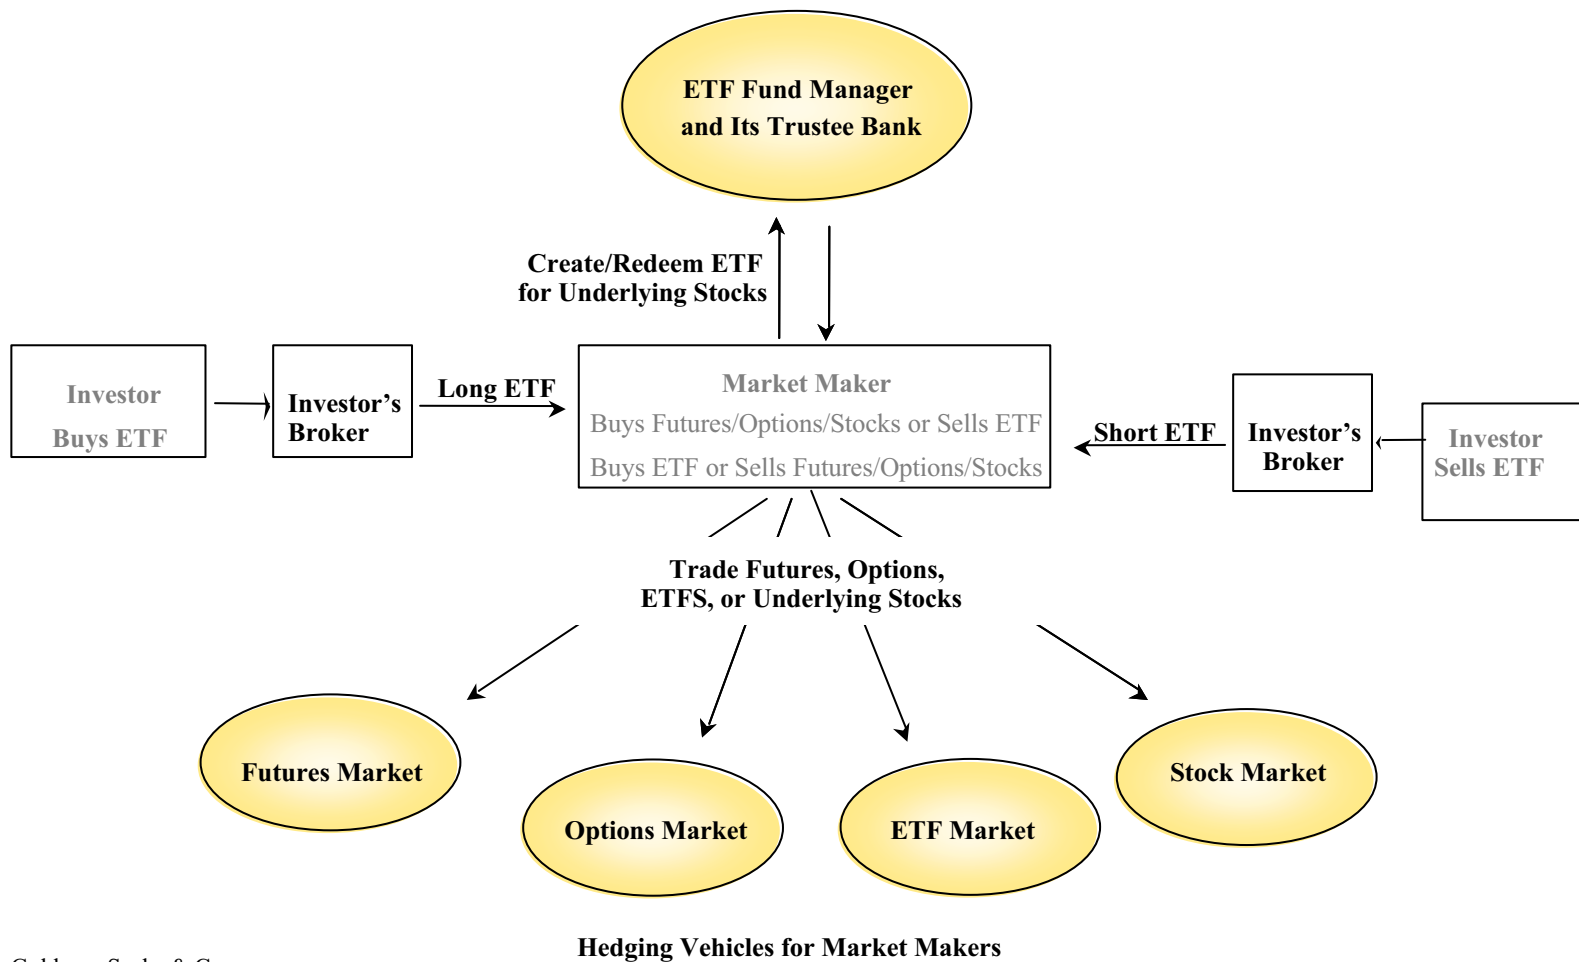 ETF Fund Manager
and Its Trustee Bank
Create/Redeem ETF
for Underlying Stocks
Investor
Buys ETF
Investor’s
Broker
Long ETF
Market Maker
Buys Futures/Options/Stocks or Sells ETF
Buys ETF or Sells Futures/Options/Stocks
Short ETF
Investor’s
Broker
Investor
Sells ETF
Trade Futures, Options,
ETFS, or Underlying Stocks
Futures Market
Options Market
ETF Market
Stock Market
Hedging Vehicles for Market Makers